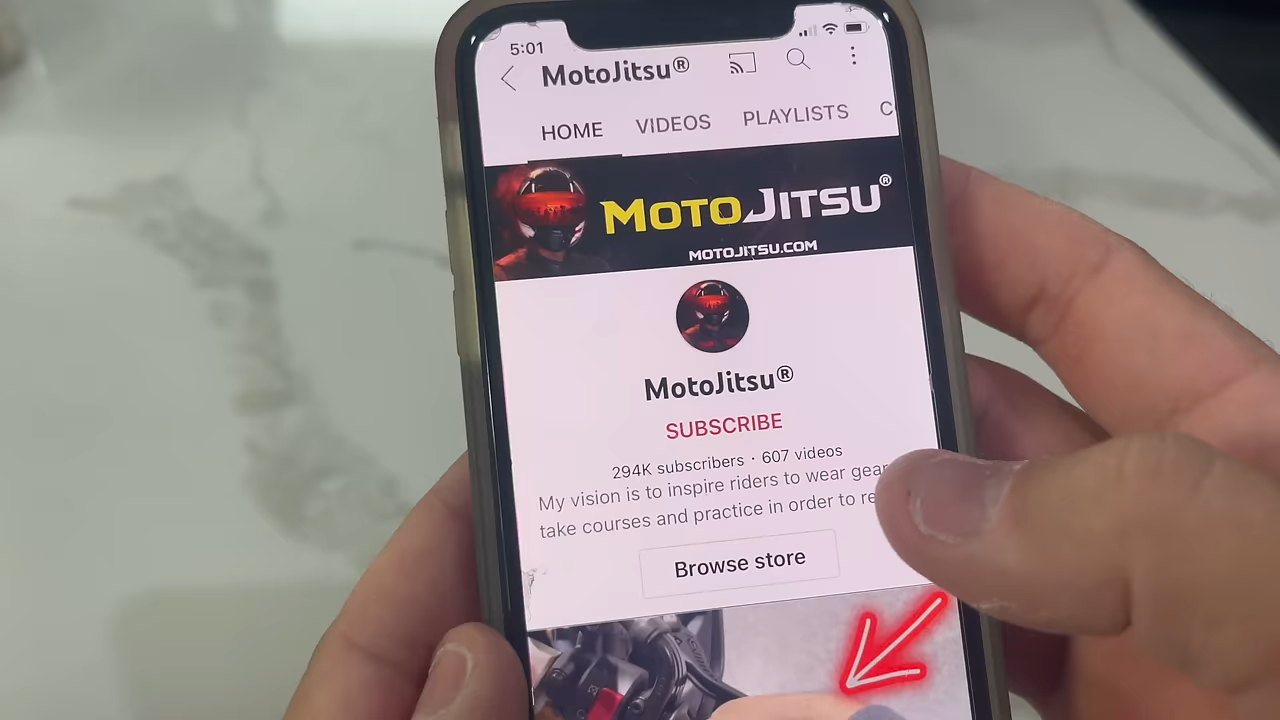 5:01
MotoJitsu®
HOME VIDEOS PLAYLISTS C
MOTOJITSU®
MOTOJITSU.COM
MotoJitsu®
SUBSCRIBE
294K subscribers · 607 videos
My vision is to inspire riders to wear gear
take courses and practice in order to re
Browse store